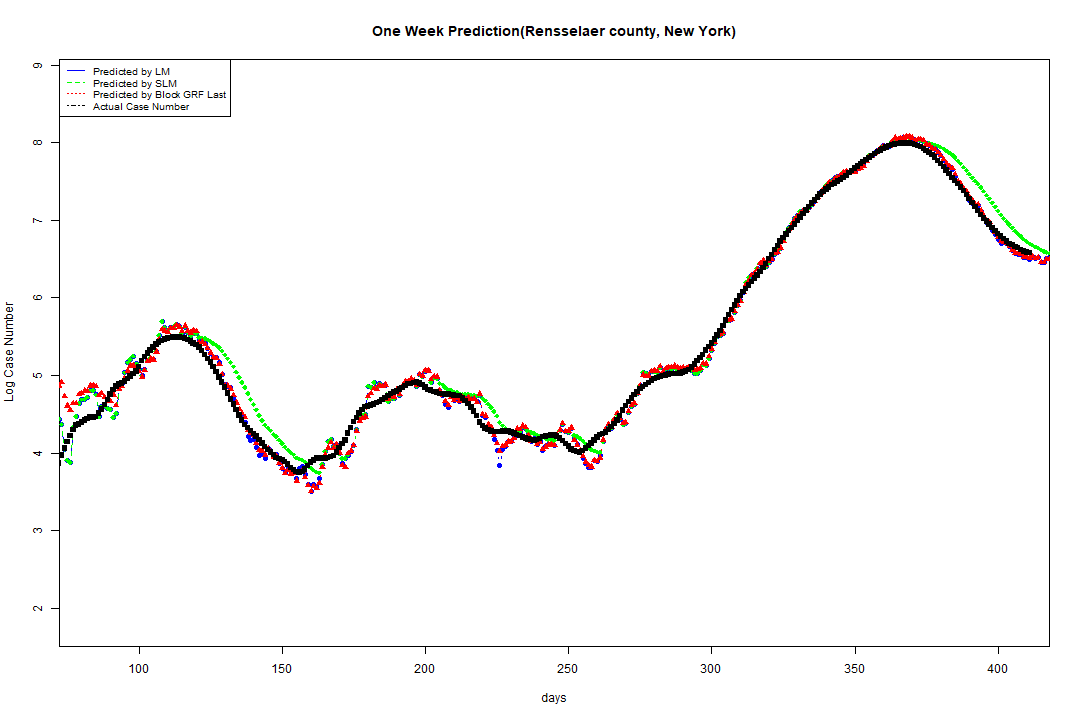 One Week Prediction(Rensselaer county, New York)
9
8
7
6
5
4
3
2
Log Case Number
Predicted by LM
Predicted by SLM
Predicted by Block GRF Last
Actual Case Number
100 150 200 250 300 350 400
days